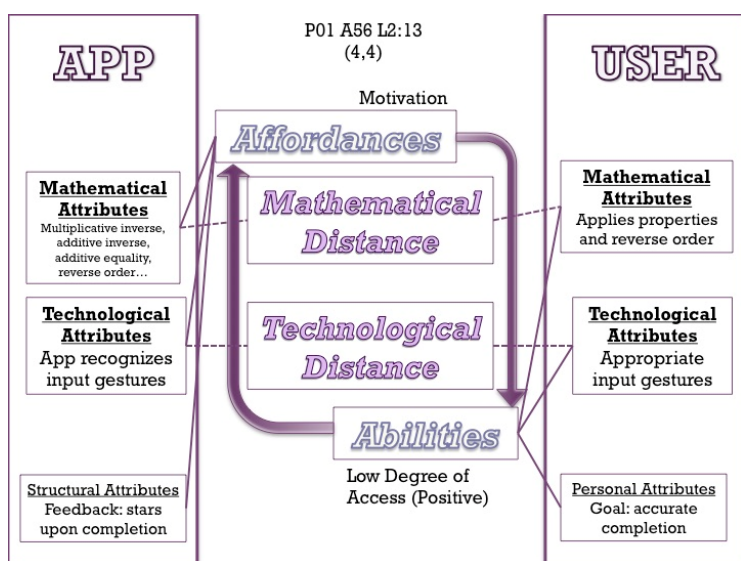 P01 A56 L2:13
(4,4)
APP
USER
Motivation
Affordances
Mathematical
Attributes
Multiplicative inverse,
additive inverse,
additive equality,
reverse order...
Mathematical
Distance
Mathematical
Attributes
Applies properties
and reverse order
Technological
Attributes
App recognizes
input gestures
Technological
Distance
Technological
Attributes
Appropriate
input gestures
Abilities
Low Degree of
Access (Positive)
Structural Attributes
Feedback: stars
upon completion
Personal Attributes
Goal: accurate
completion